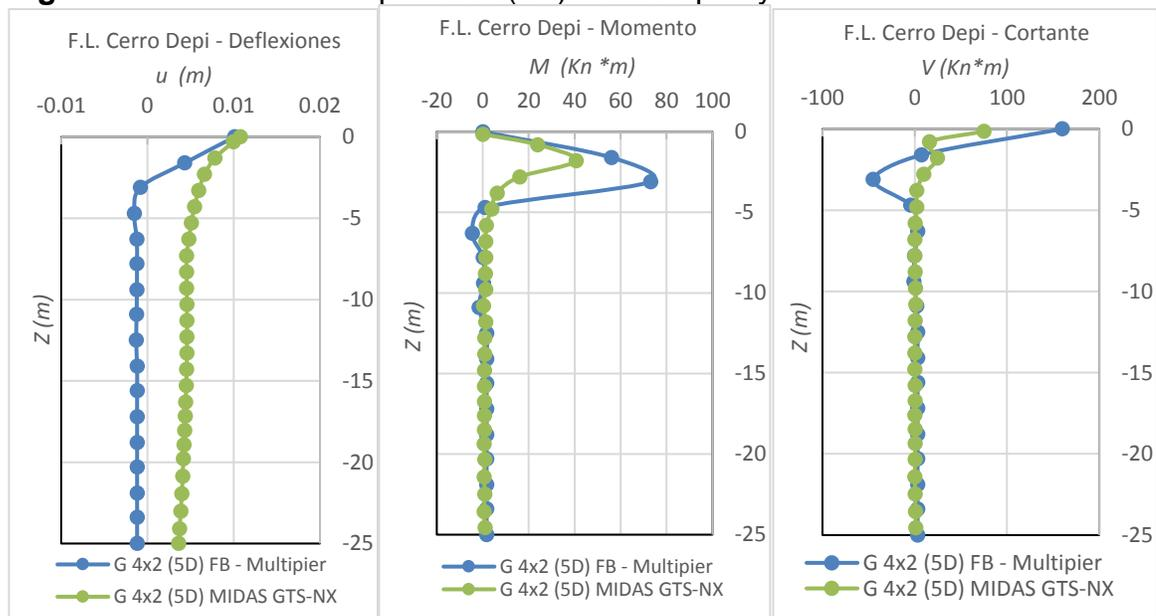 F.L. Cerro Depi - Deflexiones
u (m)
-0.01 0 0.01 0.02
0
-5
-10
-15
-20
-25
Z (m)
G 4x2 (5D) FB - Multipier
G 4x2 (5D) MIDAS GTS-NX
F.L. Cerro Depi - Momento
M (Kn *m)
-20 0 20 40 60 80 100
0
-5
-10
-15
-20
-25
Z (m)
G 4x2 (5D) FB - Multipier
G 4x2 (5D) MIDAS GTS-NX
F.L. Cerro Depi - Cortante
V (Kn*m)
-100 0 100 200
0
-5
-10
-15
-20
-25
Z (m)
G 4x2 (5D) FB - Multipier
G 4x2 (5D) MIDAS GTS-NX